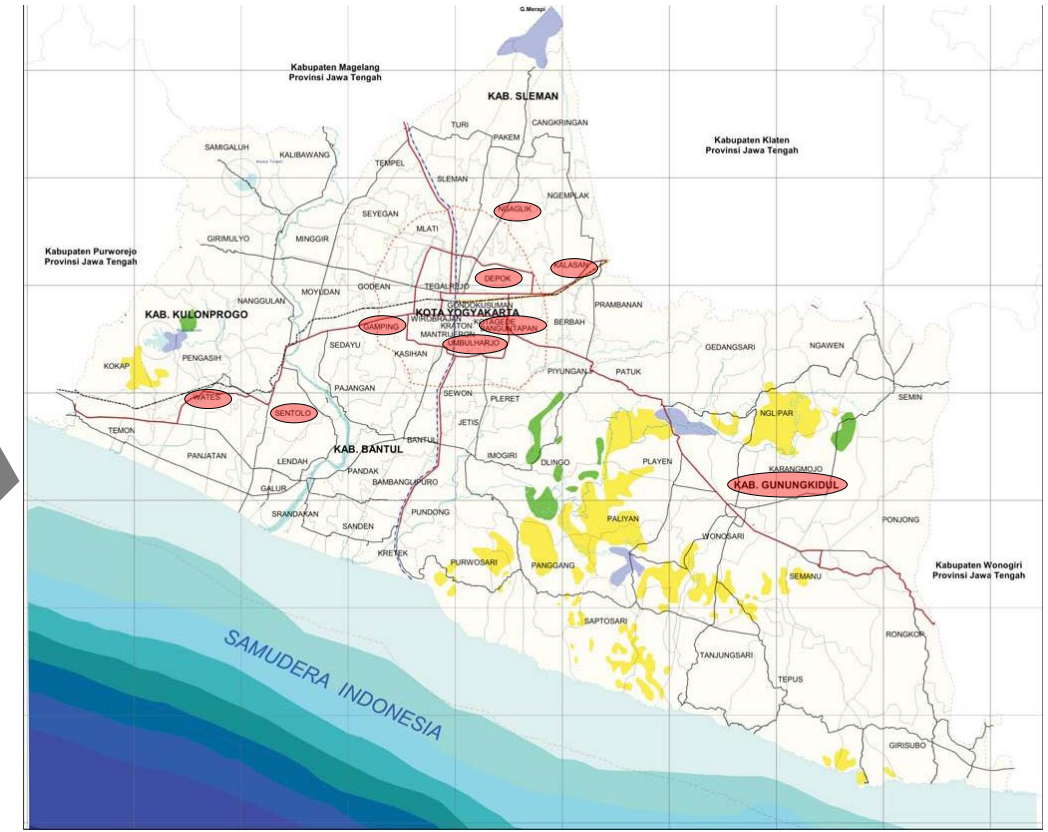 G.Merapi
Kabupaten Magelang
Provinsi Jawa Tengah
KAB. SLEMAN
TURI
CANGKRINGAN
PAKEM
Kabupaten Klaten
Provinsi Jawa Tengah
SAMIGALUH
KALIBAWANG
TEMPEL
SLEMAN
NGEMPLAK
NGAGLIK
SEYEGAN
MLATI
GIRIMULYO
MINGGIR
Kabupaten Purworejo
Provinsi Jawa Tengah
KALASAN
DEPOK
GODEAN
TEGALREJO
MOYUDAN
NANGGULAN
GONDOKUSUMAN
PRAMBANAN
KAB. KULONPROGO
KOTA YOGYAKARTA
WIROBRAJAN
KRATON
KOTAGEDE
BANGUNTAPAN
BERBAH
GAMPING
MANTRIJERON
UMBULHARJO
SEDAYU
KASIHAN
GEDANGSARI
NGAWEN
PENGASIH
KOKAP
PIYUNGAN
PATUK
PAJANGAN
SEWON
PLERET
SEMIN
WATES
SENTOLO
NGLIPAR
TEMON
JETIS
BANTUL
KAB. BANTUL
PANJATAN
LENDAH
IMOGIRI
DLINGO
PLAYEN
PANDAK
KARANGMOJO
BAMBANGLIPURO
KAB. GUNUNGKIDUL
GALUR
SRANDAKAN
PUNDONG
SANDEN
PALIYAN
PONJONG
WONOSARI
KRETEK
PURWOSARI
PANGGANG
Kabupaten Wonogiri
Provinsi Jawa Tengah
SEMANU
SAPTOSARI
RONGKOP
SAMUDERA INDONESIA
TANJUNGSARI
TEPUS
GIRISUBO